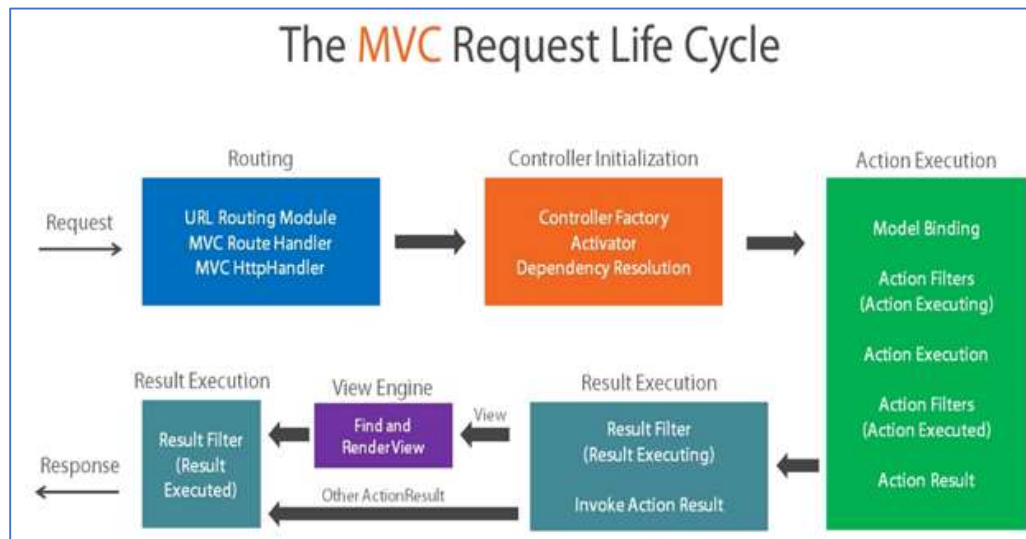 The MVC Request Life Cycle
Routing
Controller Initialization
Action Execution
Request
URL Routing Module
MVC Route Handler
MVC HttpHandler
Controller Factory
Activator
Dependency Resolution
Model Binding
Action Filters
(Action Executing)
Action Execution
Action Filters
(Action Executed)
Action Result
Result Execution
View Engine
Result Execution
Response
Result Filter
(Result
Executed)
Find and
Render View
View
Other ActionResult
Result Filter
(Result Executing)
Invoke Action Result